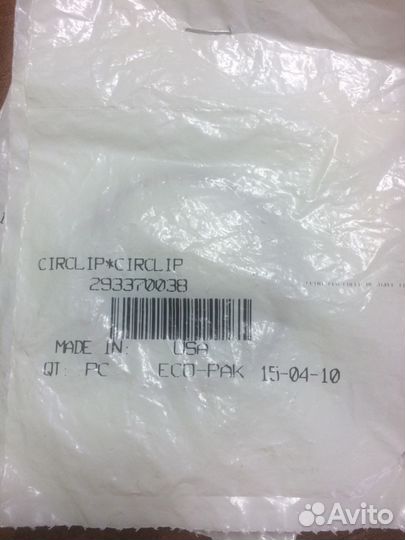 CIRCLIP*CIRCLIP
293370038
MADE IN: USA
QT: PC ECO-PAK 15-04-10
Avito